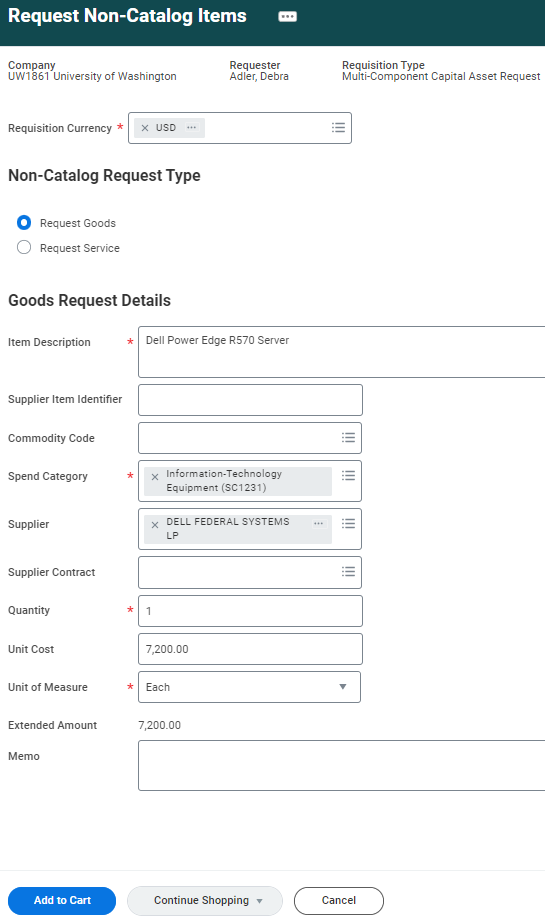 Request Non-Catalog Items
Company
UW1861 University of Washington
Requester
Adler, Debra
Requisition Type
Multi-Component Capital Asset Request
Requisition Currency * × USD
Non-Catalog Request Type
Request Goods
Request Service
Goods Request Details
Item Description * Dell Power Edge R570 Server
Supplier Item Identifier
Commodity Code
Spend Category * × Information-Technology
Equipment (SC1231)
Supplier × DELL FEDERAL SYSTEMS
LP
Supplier Contract
Quantity * 1
Unit Cost 7,200.00
Unit of Measure * Each
Extended Amount 7,200.00
Memo
Add to Cart
Continue Shopping
Cancel